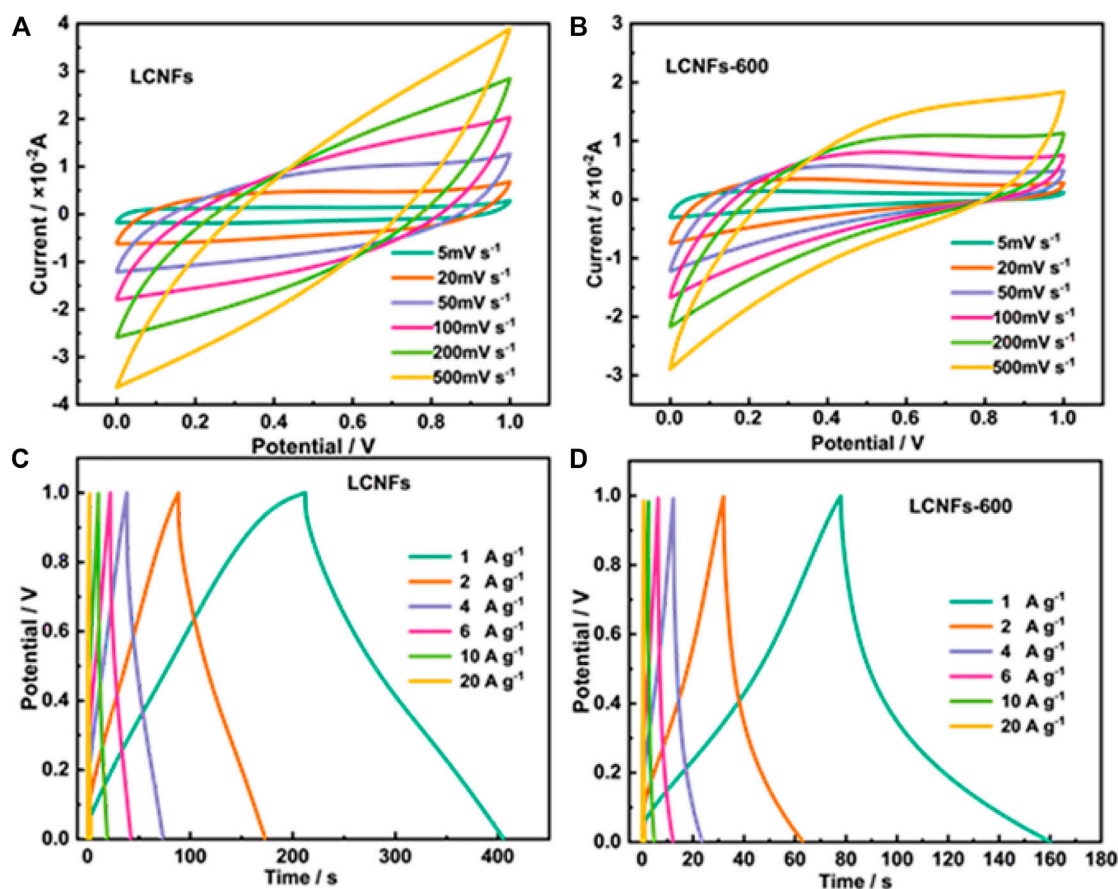 A
LCNFs
4
3
2
1
0
-1
-2
-3
-4
Current / ×10⁻²A
5mV s⁻¹
20mV s⁻¹
50mV s⁻¹
100mV s⁻¹
200mV s⁻¹
500mV s⁻¹
0.0 0.2 0.4 0.6 0.8 1.0
Potential / V
B
LCNFs-600
3
2
1
0
-1
-2
-3
Current / ×10⁻²A
5mV s⁻¹
20mV s⁻¹
50mV s⁻¹
100mV s⁻¹
200mV s⁻¹
500mV s⁻¹
0.0 0.2 0.4 0.6 0.8 1.0
Potential / V
C
LCNFs
1.0
0.8
0.6
0.4
0.2
0.0
Potential / V
1 A g⁻¹
2 A g⁻¹
4 A g⁻¹
6 A g⁻¹
10 A g⁻¹
20 A g⁻¹
0 100 200 300 400
Time / s
D
LCNFs-600
1.0
0.8
0.6
0.4
0.2
0.0
Potential / V
1 A g⁻¹
2 A g⁻¹
4 A g⁻¹
6 A g⁻¹
10 A g⁻¹
20 A g⁻¹
0 20 40 60 80 100 120 140 160 180
Time / s